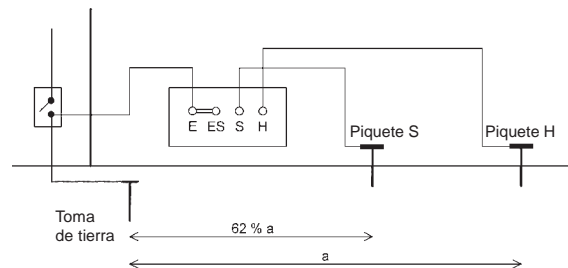 E ES S H
Piquete S
Piquete H
Toma
de tierra
62 % a
a